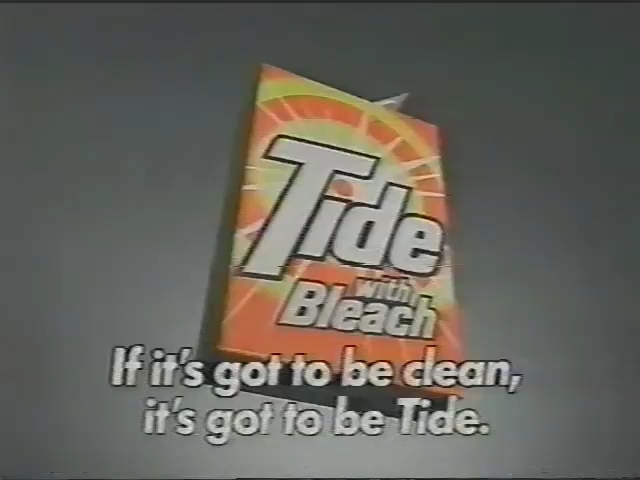 Tide
with
Bleach
If it's got to be clean,
it's got to be Tide.